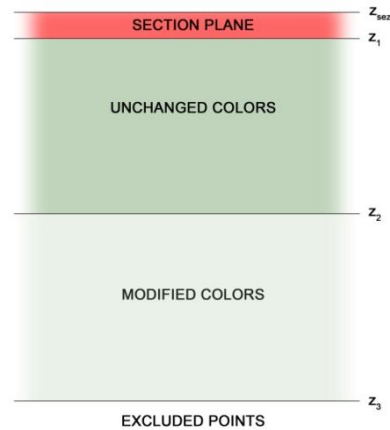 Zsez
SECTION PLANE
Z1
UNCHANGED COLORS
Z2
MODIFIED COLORS
Z3
EXCLUDED POINTS